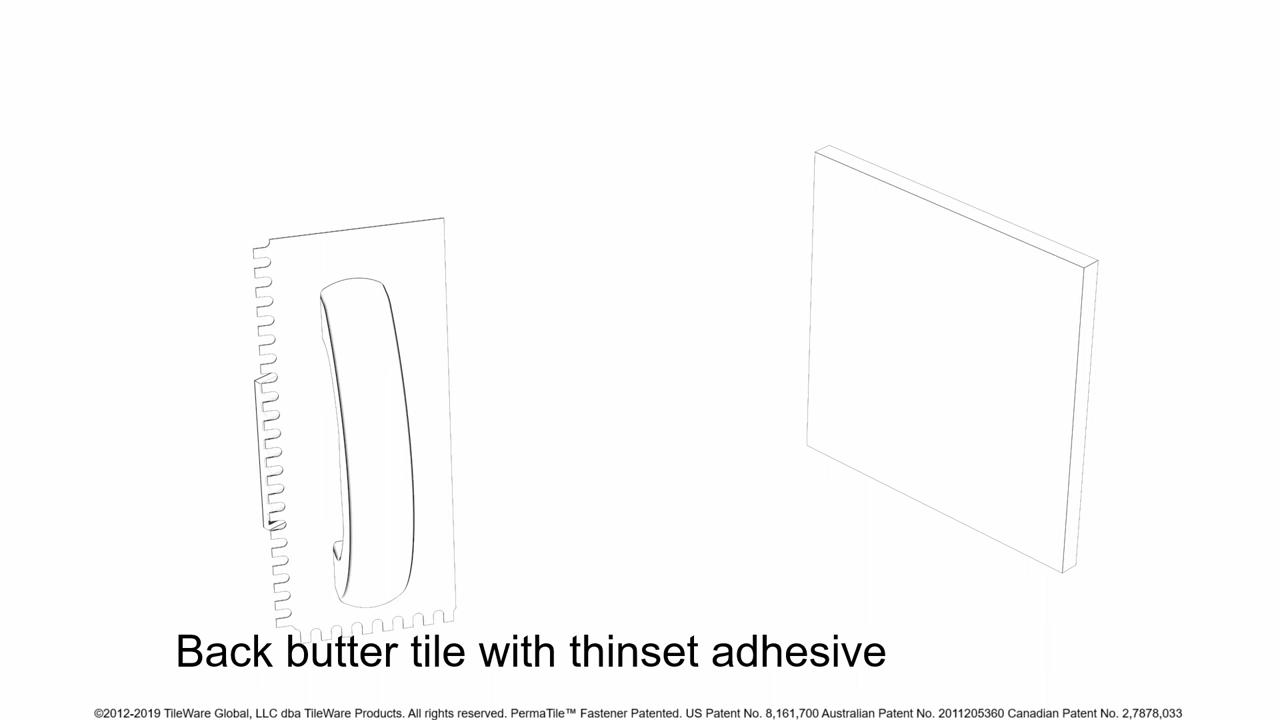 Back butter tile with thinset adhesive
©2012-2019 TileWare Global, LLC dba TileWare Products. All rights reserved. PermaTile™ Fastener Patented. US Patent No. 8,161,700 Australian Patent No. 2011205360 Canadian Patent No. 2,7878,033